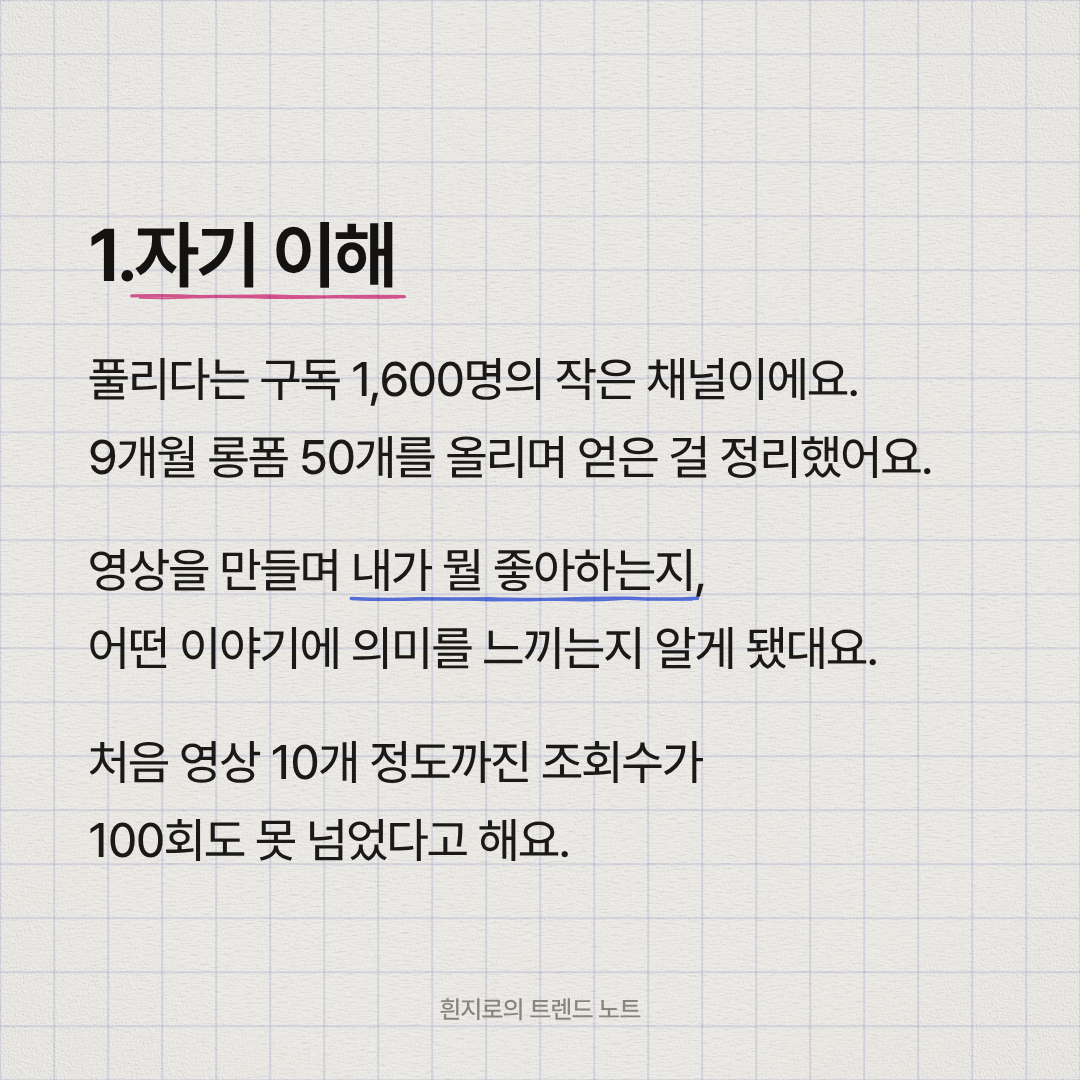 1.자기 이해
풀리다는 구독 1,600명의 작은 채널이에요.
9개월 롱폼 50개를 올리며 얻은 걸 정리했어요.
영상을 만들며 내가 뭘 좋아하는지,
어떤 이야기에 의미를 느끼는지 알게 됐대요.
처음 영상 10개 정도까진 조회수가
100회도 못 넘었다고 해요.
흰지로의 트렌드 노트